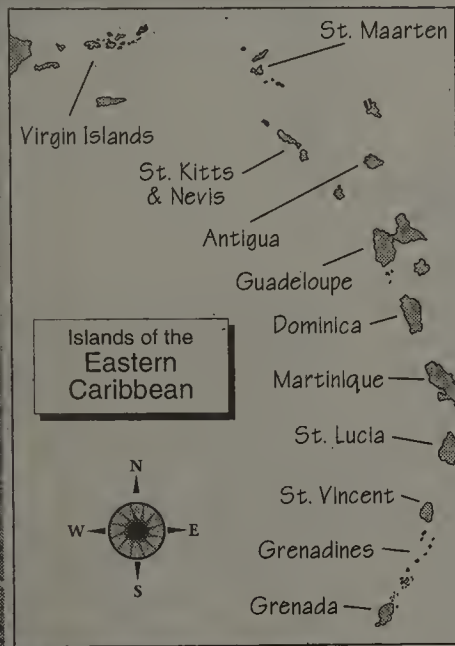 St. Maarten
Virgin Islands
St. Kitts
& Nevis
Antigua
Guadeloupe
Dominica
Islands of the
Eastern
Caribbean
Martinique
St. Lucia
N
W
E
S
St. Vincent
Grenadines
Grenada